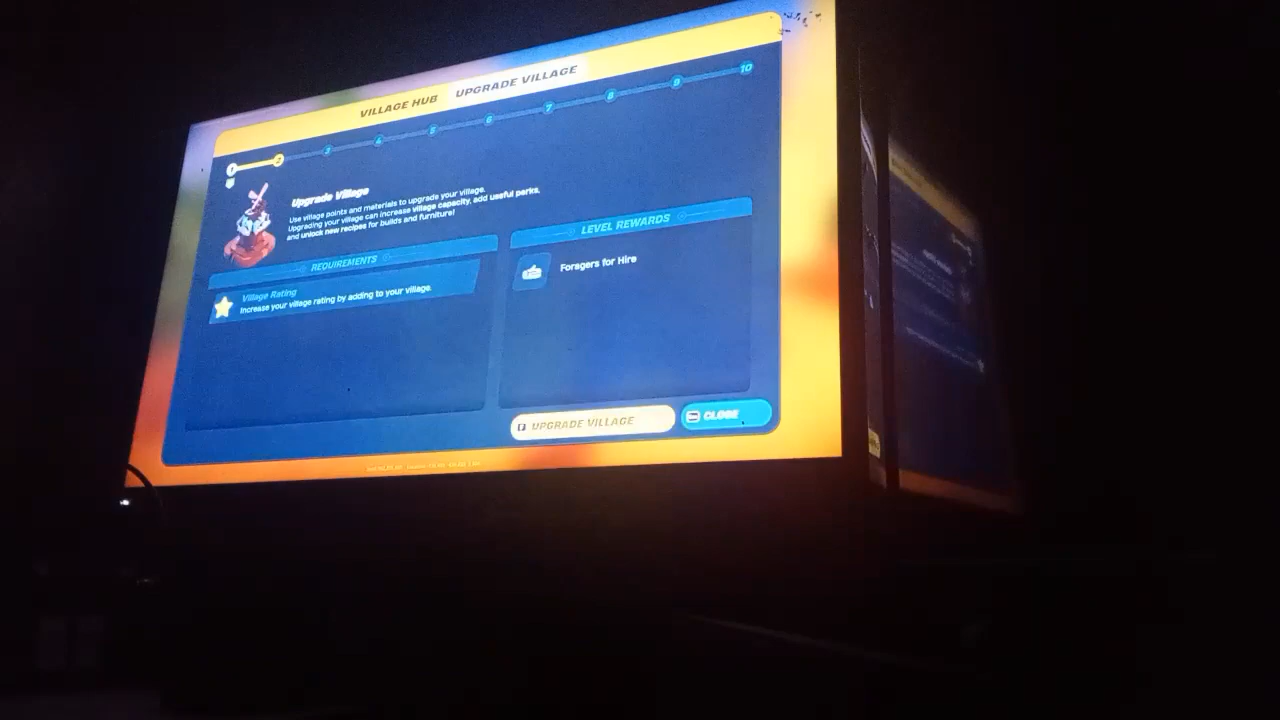 VILLAGE HUB UPGRADE VILLAGE
1 2 3 4 5 6 7 8 9 10
Upgrade Village
Use village points and materials to upgrade your village.
Upgrading your village can increase village capacity, add useful perks,
and unlock new recipes for builds and furniture!
REQUIREMENTS
Village Rating
Increase your village rating by adding to your village.
LEVEL REWARDS
Foragers for Hire
UPGRADE VILLAGE
CLOSE